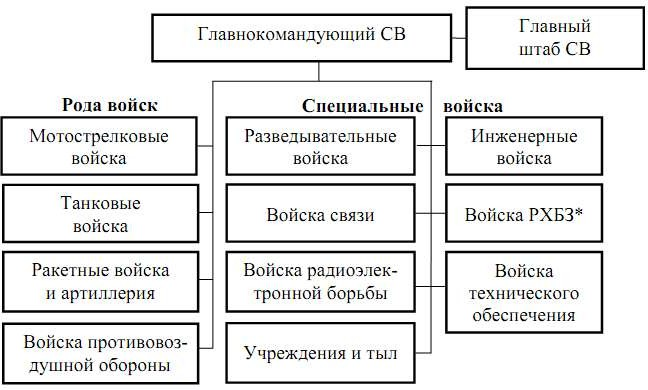 Главнокомандующий СВ
Главный
штаб СВ
Рода войск
Специальные войска
Мотострелковые
войска
Разведывательные
войска
Инженерные
войска
Танковые
войска
Войска связи
Войска РХБЗ*
Ракетные войска
и артиллерия
Войска радиоэлек-
тронной борьбы
Войска
технического
обеспечения
Войска противовоз-
душной обороны
Учреждения и тыл